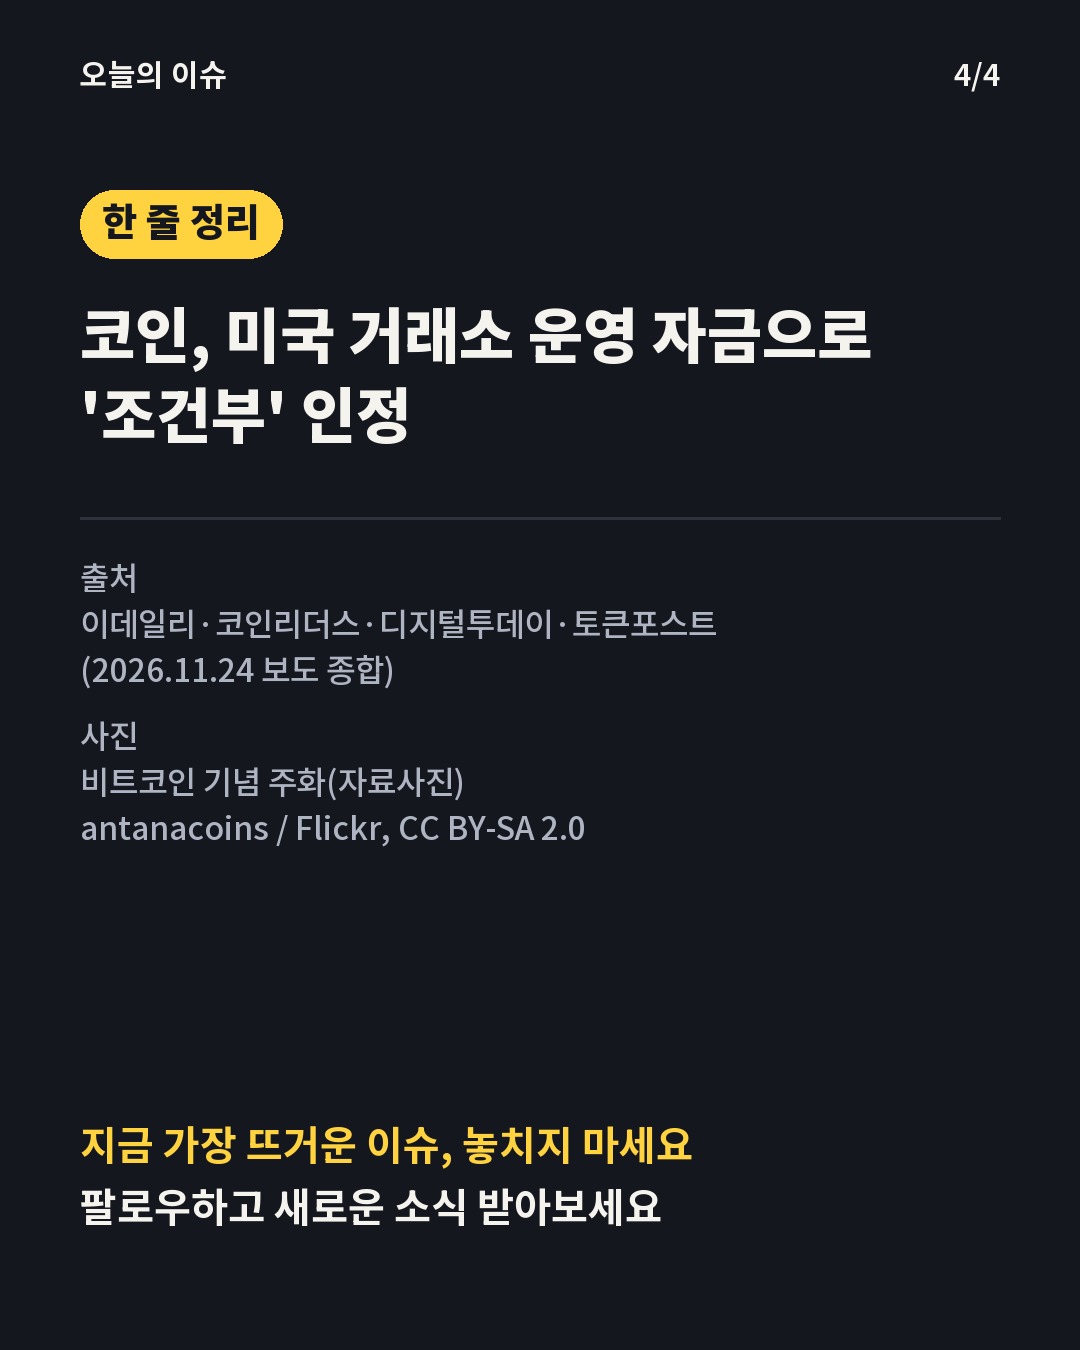 오늘의 이슈
4/4
한 줄 정리
코인, 미국 거래소 운영 자금으로
'조건부' 인정
출처
이데일리·코인리더스·디지털투데이·토큰포스트
(2026.11.24 보도 종합)
사진
비트코인 기념 주화(자료사진)
antanacoins / Flickr, CC BY-SA 2.0
지금 가장 뜨거운 이슈, 놓치지 마세요
팔로우하고 새로운 소식 받아보세요